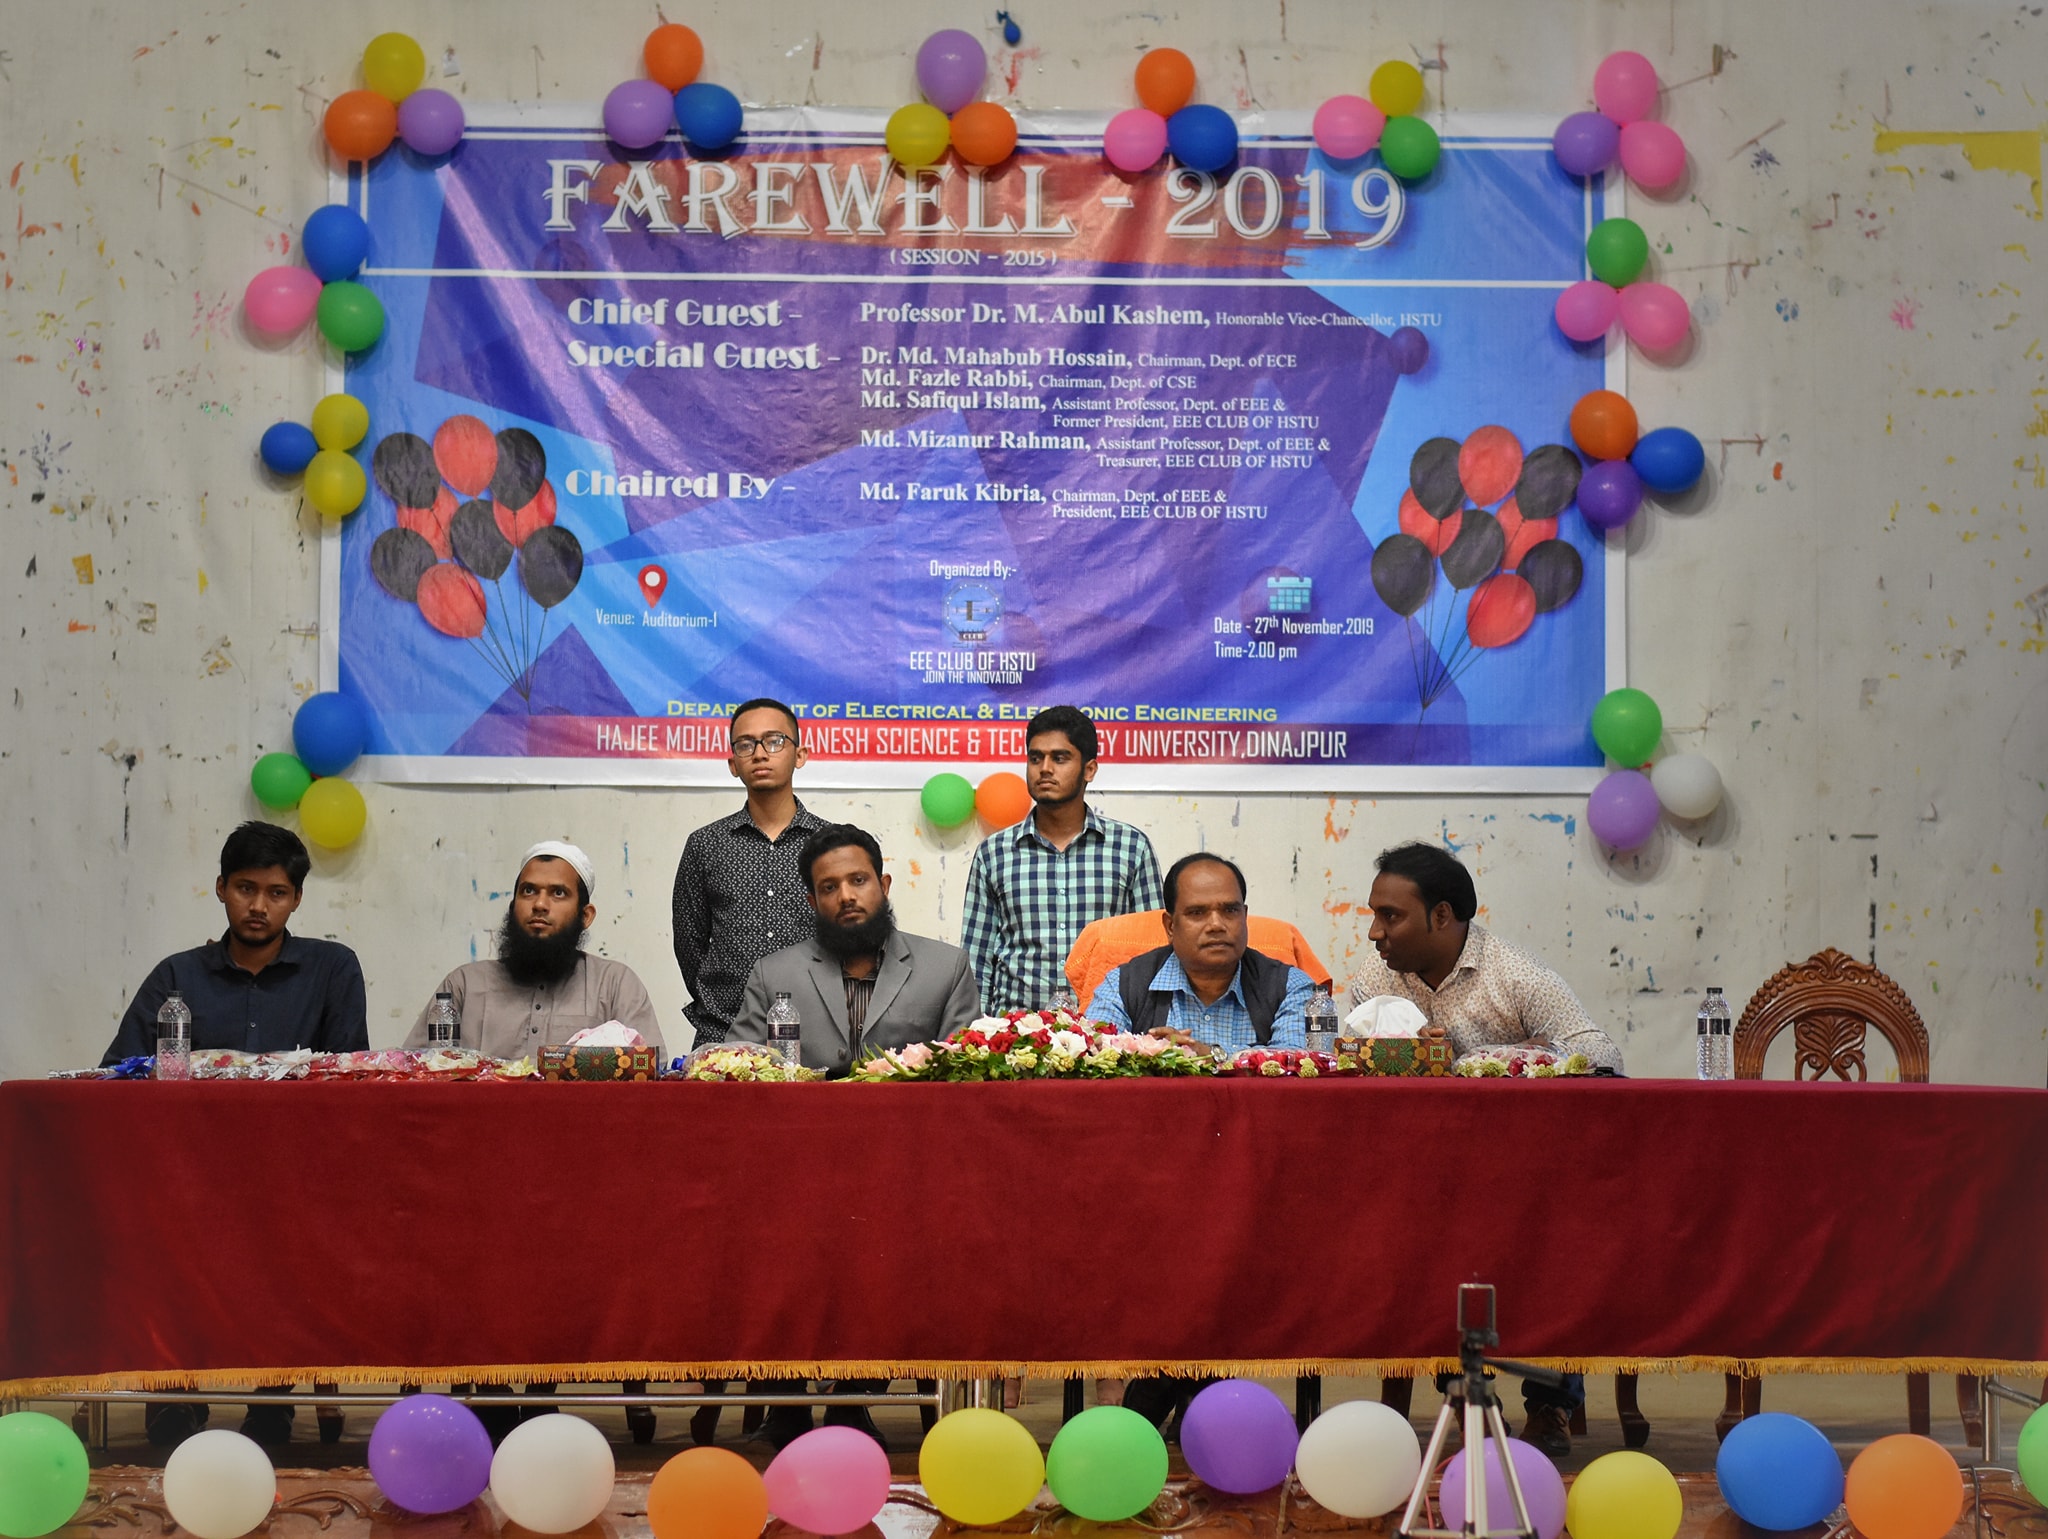 FAREWELL - 2019
( SESSION - 2015 )
Chief Guest - Professor Dr. M. Abul Kashem, Honorable Vice-Chancellor, HSTU
Special Guest - Dr. Md. Mahabub Hossain, Chairman, Dept. of ECE
Md. Fazle Rabbi, Chairman, Dept. of CSE
Md. Safiqul Islam, Assistant Professor, Dept. of EEE &
Former President, EEE CLUB OF HSTU
Md. Mizanur Rahman, Assistant Professor, Dept. of EEE &
Treasurer, EEE CLUB OF HSTU
Chaired By - Md. Faruk Kibria, Chairman, Dept. of EEE &
President, EEE CLUB OF HSTU
Organized By:-
CLUB
Venue: Auditorium-1
EEE CLUB OF HSTU
JOIN THE INNOVATION
Date - 27th November,2019
Time-2.00 pm
OF ELECTRICAL & ENGINEERING
HAJEE SCIENCE & UNIVERSITY,DINAJPUR